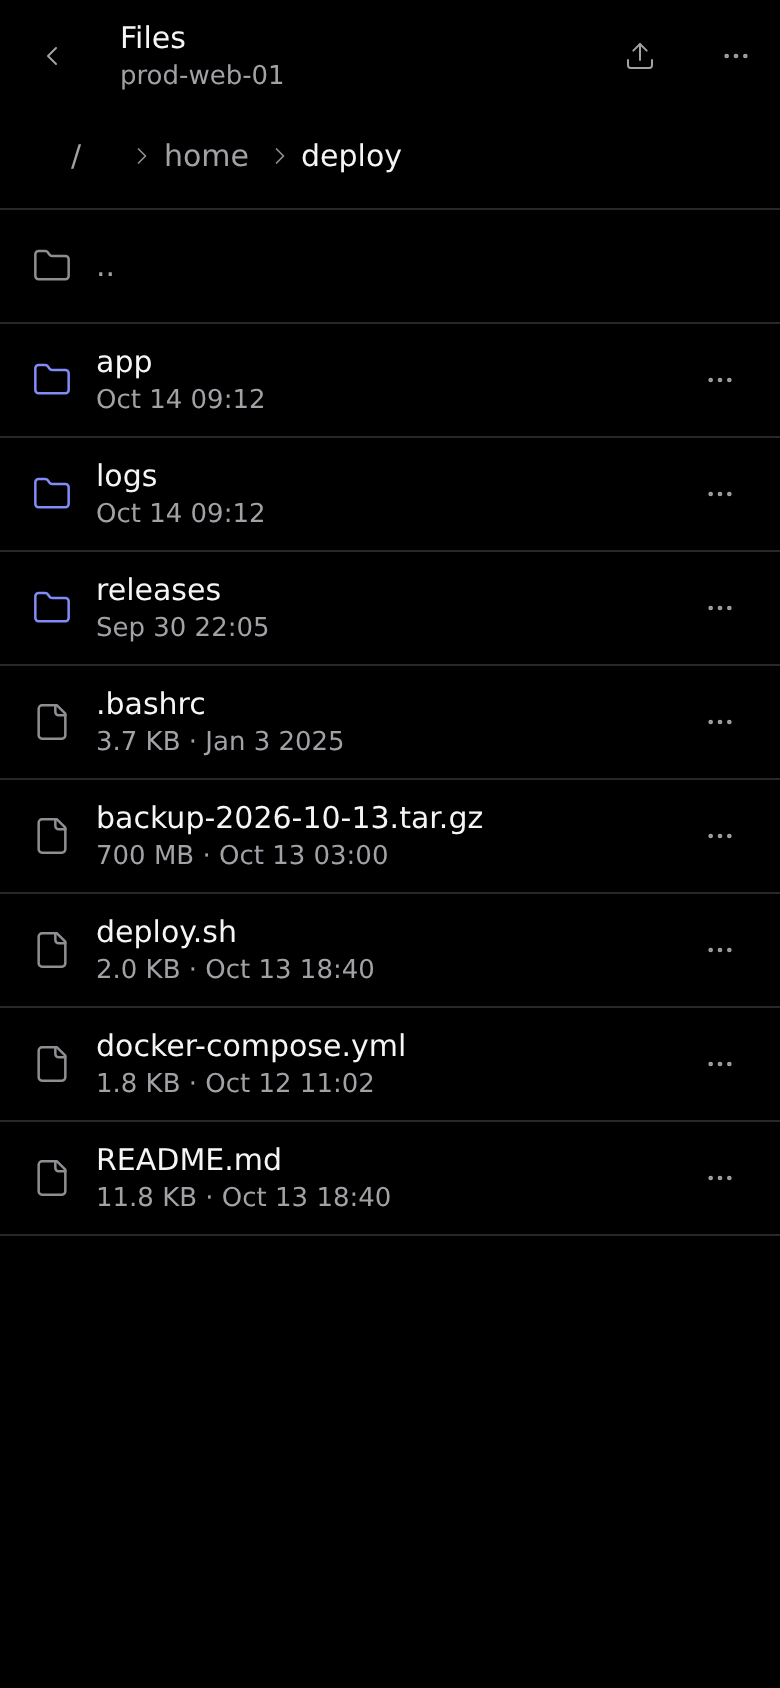 Files
prod-web-01
/ home deploy
..
app
Oct 14 09:12
logs
Oct 14 09:12
releases
Sep 30 22:05
.bashrc
3.7 KB · Jan 3 2025
backup-2026-10-13.tar.gz
700 MB · Oct 13 03:00
deploy.sh
2.0 KB · Oct 13 18:40
docker-compose.yml
1.8 KB · Oct 12 11:02
README.md
11.8 KB · Oct 13 18:40